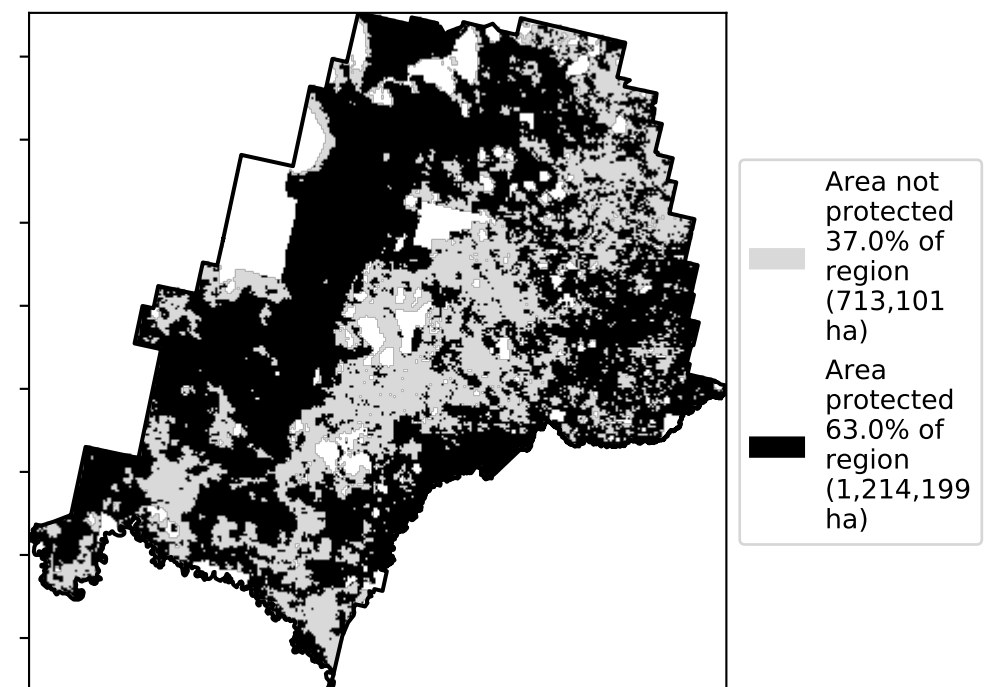 Area not
protected
37.0% of
region
(713,101
ha)
Area
protected
63.0% of
region
(1,214,199
ha)